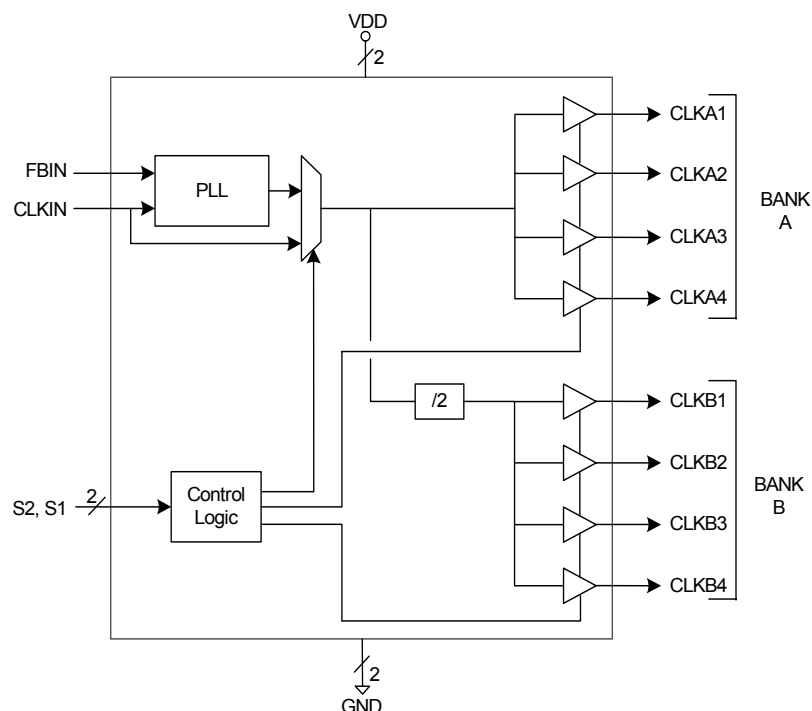 VDD
2
CLKA1
FBIN
PLL
CLKA2
CLKIN
BANK
A
CLKA3
CLKA4
/2
CLKB1
CLKB2
S2, S1
2
Control
Logic
BANK
B
CLKB3
CLKB4
2
GND